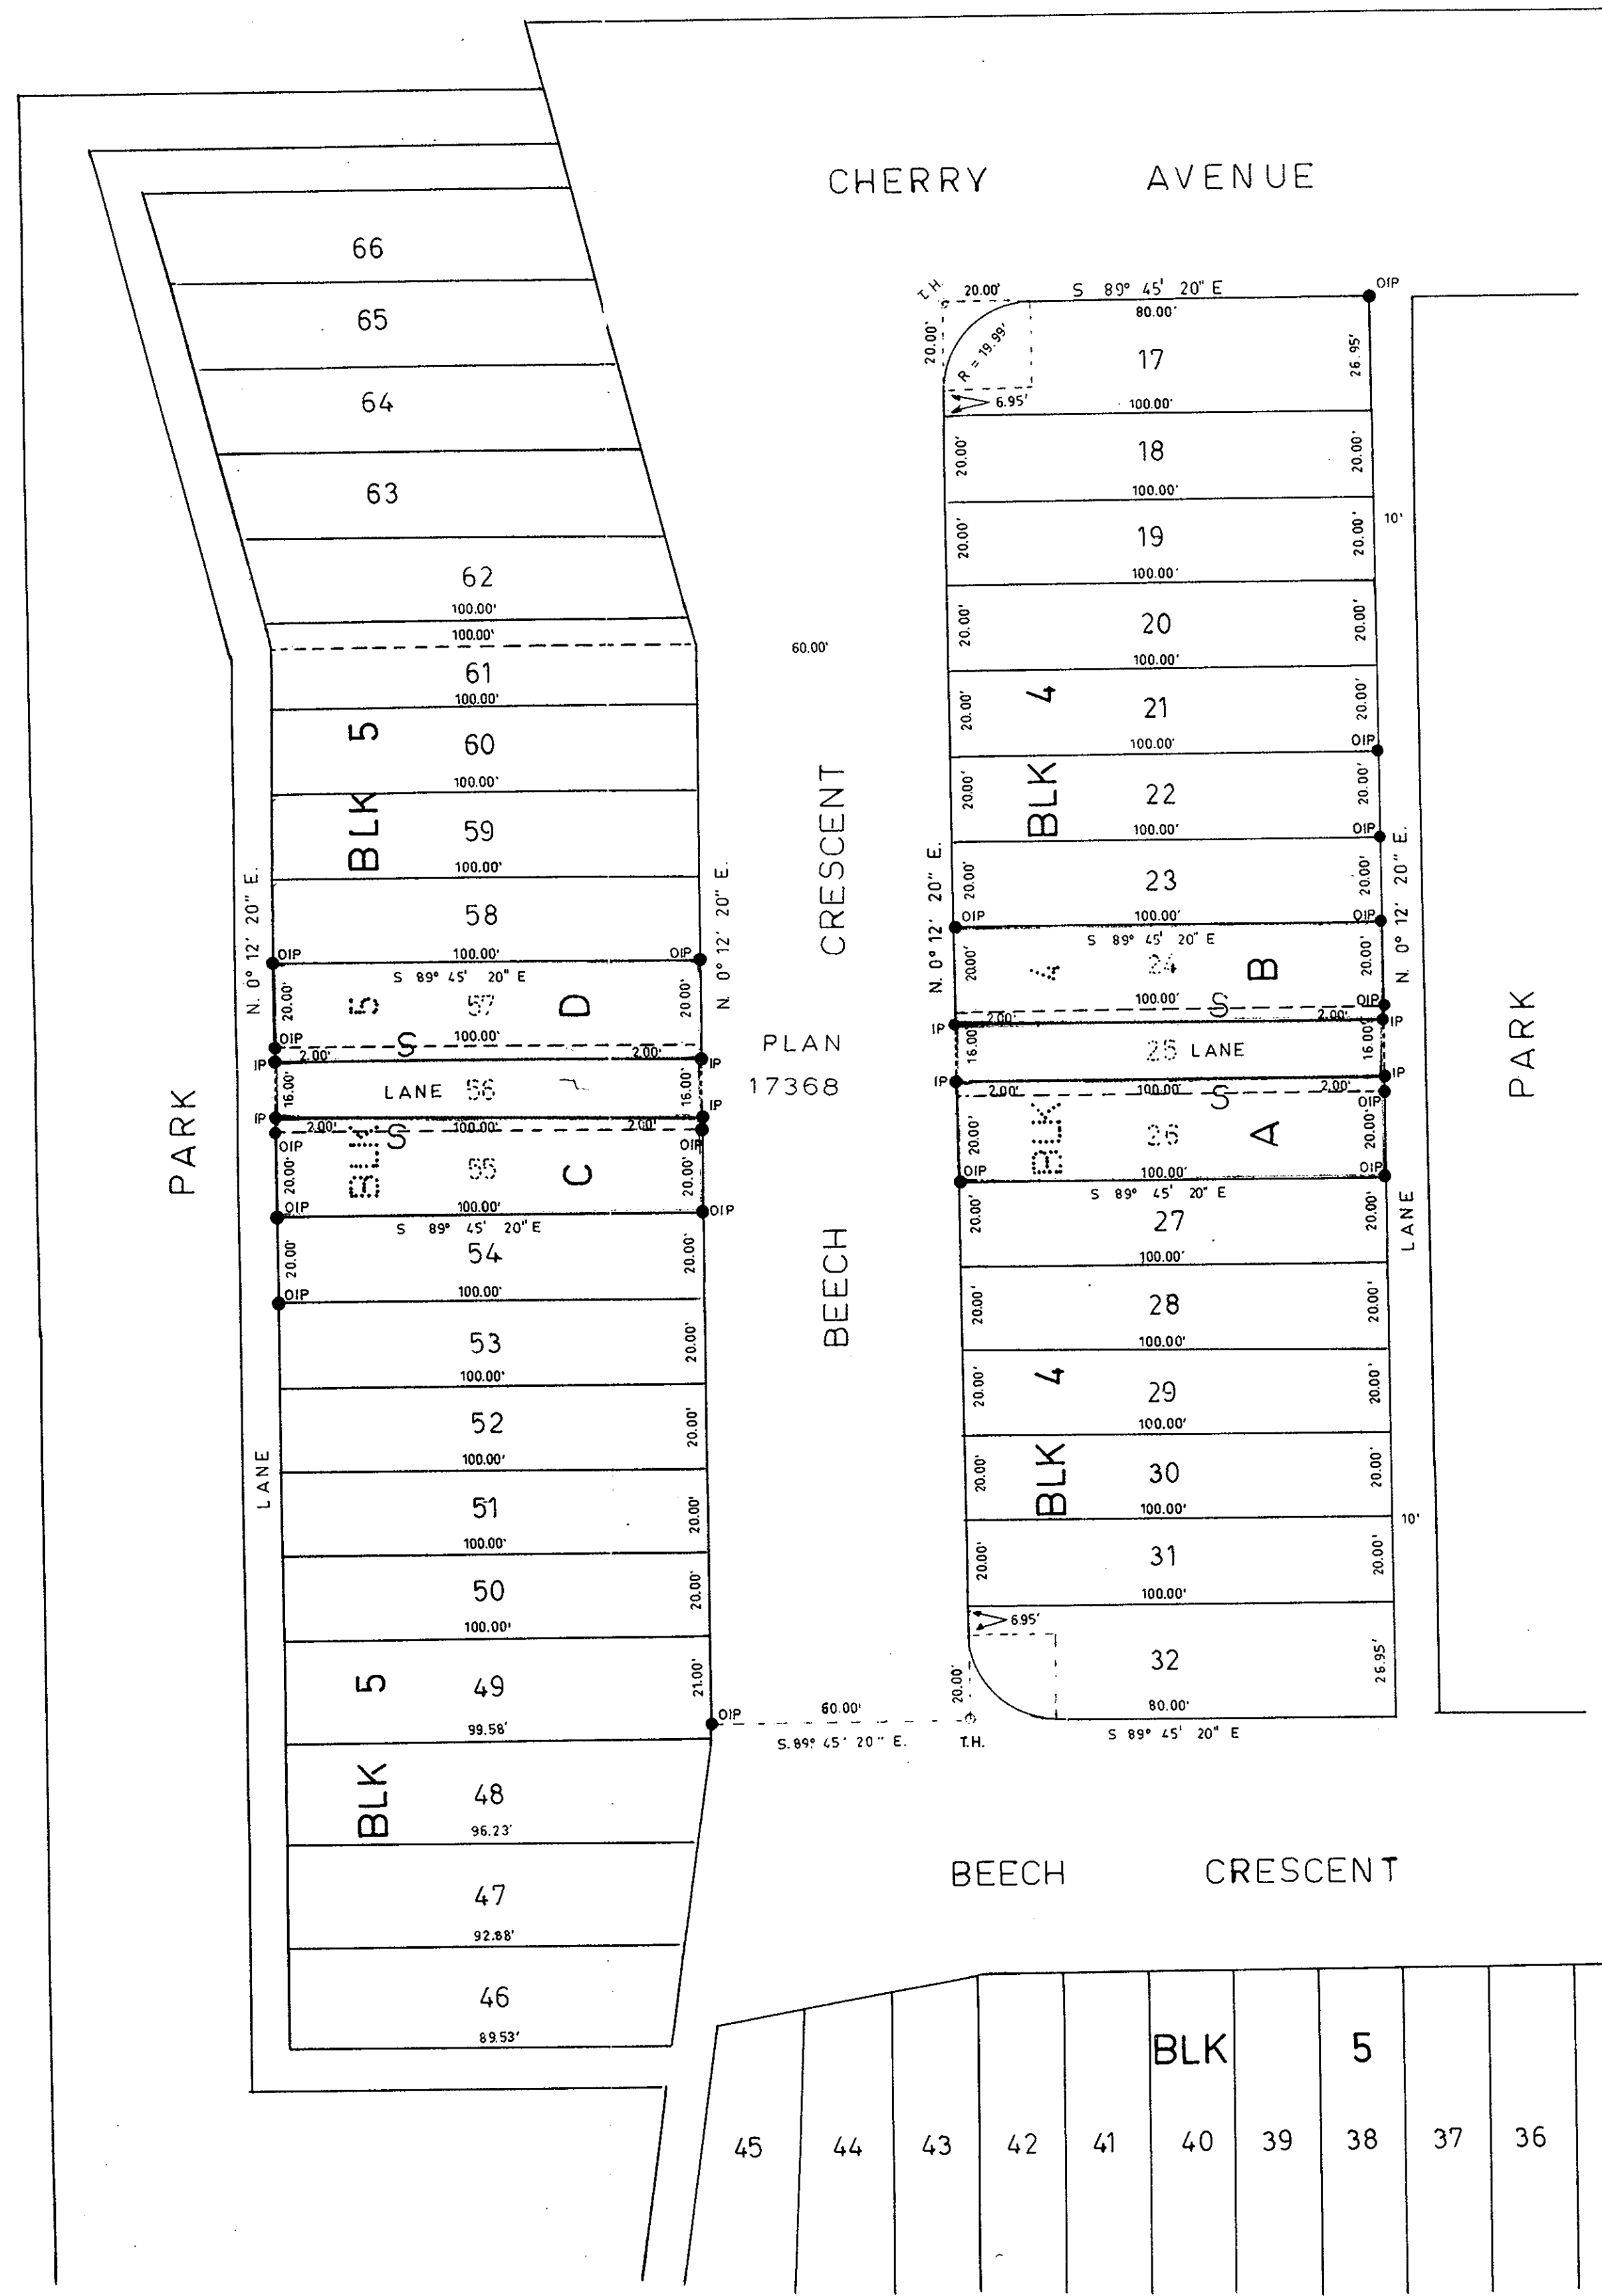 CHERRY AVENUE
66
65
64
63
62
100.00'
100.00'
61
100.00'
BLK 5
60
100.00'
59
100.00'
58
N. 0° 12' 20" E.
N. 0° 12' 20" E.
OIP 100.00' OIP
S 89° 45' 20" E
20.00' 5 57 D 20.00'
OIP 100.00'
S
IP 2.00' 2.00' IP
16.00' LANE 56 16.00'
IP 2.00' 100.00' 2.00' IP
S
OIP OIP
20.00' BLK 55 C 20.00'
OIP 100.00' OIP
S 89° 45' 20" E
20.00' 54 20.00'
OIP 100.00'
53 20.00'
100.00'
52 20.00'
100.00'
51 20.00'
100.00'
50 20.00'
100.00'
BLK 5
49 21.00'
99.58'
OIP
48
96.23'
47
92.88'
46
89.53'
PARK
LANE
60.00'
BEECH CRESCENT
PLAN
17368
60.00'
S. 89° 45' 20" E. T.H.
T.H. 20.00' S 89° 45' 20" E OIP
80.00'
20.00' R = 19.99' 17 26.95'
6.95' 100.00'
20.00' 18 20.00'
100.00'
20.00' 19 20.00' 10'
100.00'
20.00' 20 20.00'
100.00'
BLK 4
20.00' 21 20.00'
100.00' OIP
20.00' 22 20.00'
100.00' OIP
20.00' 23 20.00'
N. 0° 12' 20" E.
N. 0° 12' 20" E.
OIP 100.00' OIP
S 89° 45' 20" E
20.00' 4 24 B 20.00'
100.00' S OIP
IP 2.00' 2.00' IP
16.00' 25 LANE 16.00'
IP 2.00' 100.00' 2.00' IP
S OIP
20.00' BLK 26 A 20.00'
OIP 100.00' OIP
S 89° 45' 20" E
20.00' 27 20.00'
100.00'
LANE
PARK
20.00' 28 20.00'
100.00'
BLK 4
20.00' 29 20.00'
100.00'
20.00' 30 20.00'
100.00'
10'
20.00' 31 20.00'
100.00'
6.95'
20.00' 32 26.95'
80.00'
S 89° 45' 20" E
BEECH CRESCENT
BLK 5
45 44 43 42 41 40 39 38 37 36